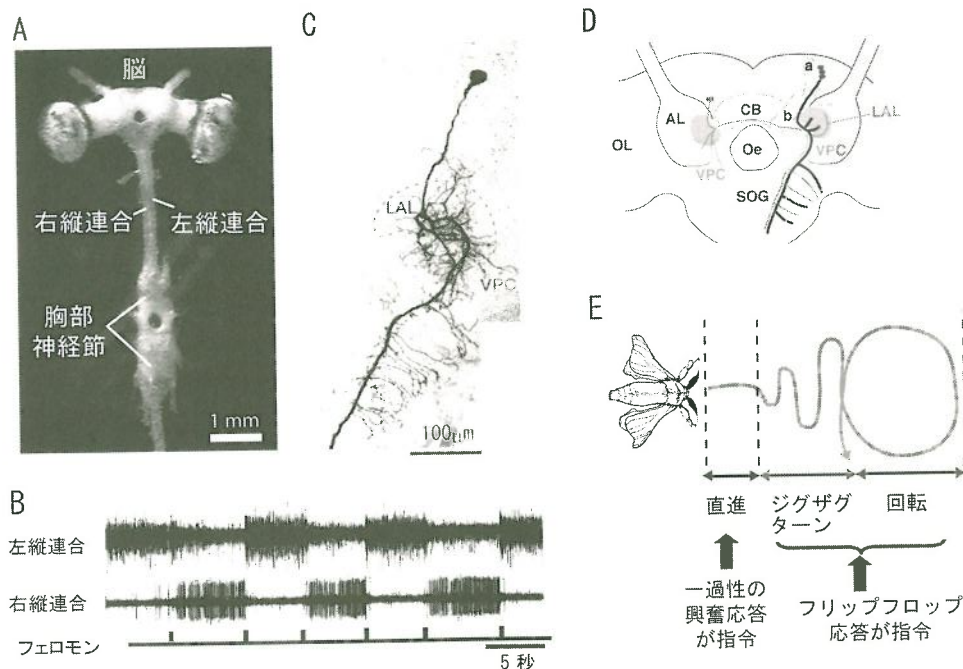 A
脳
右縦連合
左縦連合
胸部
神経節
1 mm
B
左縦連合
右縦連合
フェロモン
5 秒
C
LAL
VPC
100μm
D
a
b
CB
AL
LAL
OL
Oe
VPC
VPC
SOG
E
直進
ジグザグ
ターン
回転
一過性の
興奮応答
が指令
フリップフロップ
応答が指令